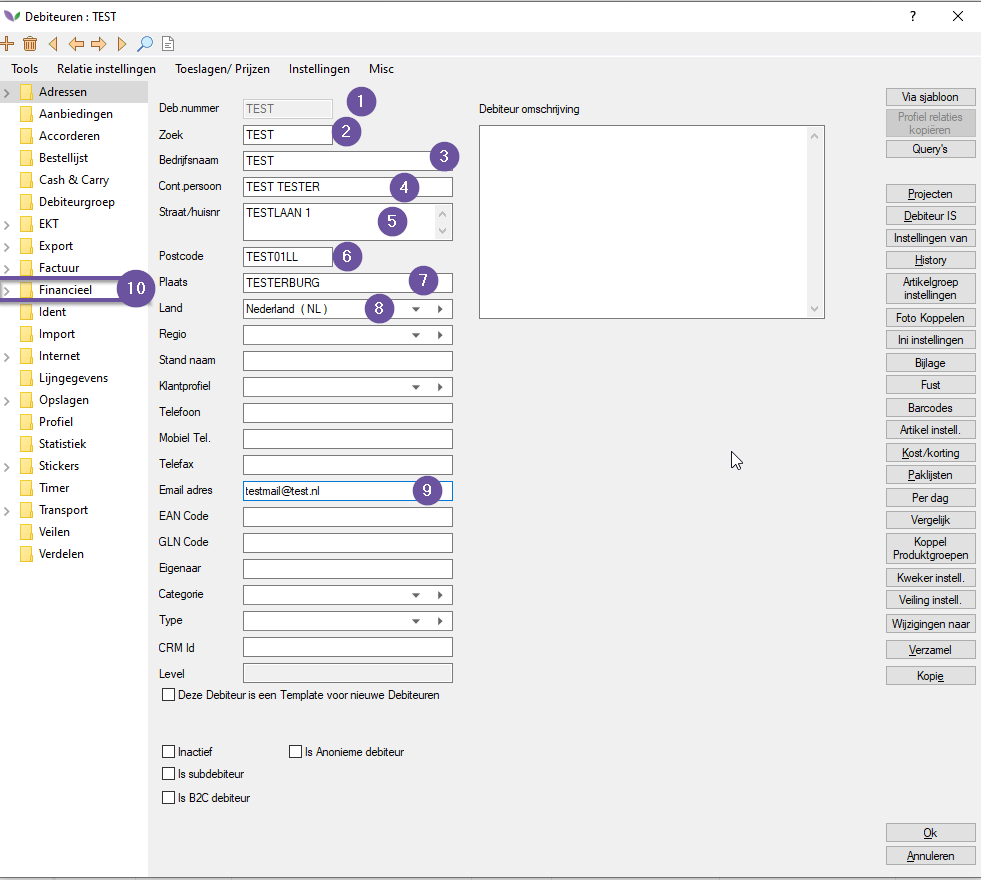 Debiteuren : TEST
?
Tools Relatie instellingen Toeslagen/ Prijzen Instellingen Misc
Adressen
Aanbiedingen
Accorderen
Bestellijst
Cash & Carry
Debiteurgroep
EKT
Export
Factuur
Financieel 10
Ident
Import
Internet
Lijngegevens
Opslagen
Profiel
Statistiek
Stickers
Timer
Transport
Veilen
Verdelen
Deb.nummer TEST 1
Zoek TEST 2
Bedrijfsnaam TEST 3
Cont.persoon TEST TESTER 4
Straat/huisnr TESTLAAN 1 5
Postcode TEST01LL 6
Plaats TESTERBURG 7
Land Nederland ( NL ) 8
Regio
Stand naam
Klantprofiel
Telefoon
Mobiel Tel.
Telefax
Email adres testmail@test.nl 9
EAN Code
GLN Code
Eigenaar
Categorie
Type
CRM Id
Level
Deze Debiteur is een Template voor nieuwe Debiteuren
Inactief Is Anonieme debiteur
Is subdebiteur
Is B2C debiteur
Debiteur omschrijving
Via sjabloon
Profiel relaties
kopiëren
Query's
Projecten
Debiteur IS
Instellingen van
History
Artikelgroep
instellingen
Foto Koppelen
Ini instellingen
Bijlage
Fust
Barcodes
Artikel instell.
Kost/korting
Paklijsten
Per dag
Vergelijk
Koppel
Produktgroepen
Kweker instell.
Veiling instell.
Wijzigingen naar
Verzamel
Kopie
Ok
Annuleren